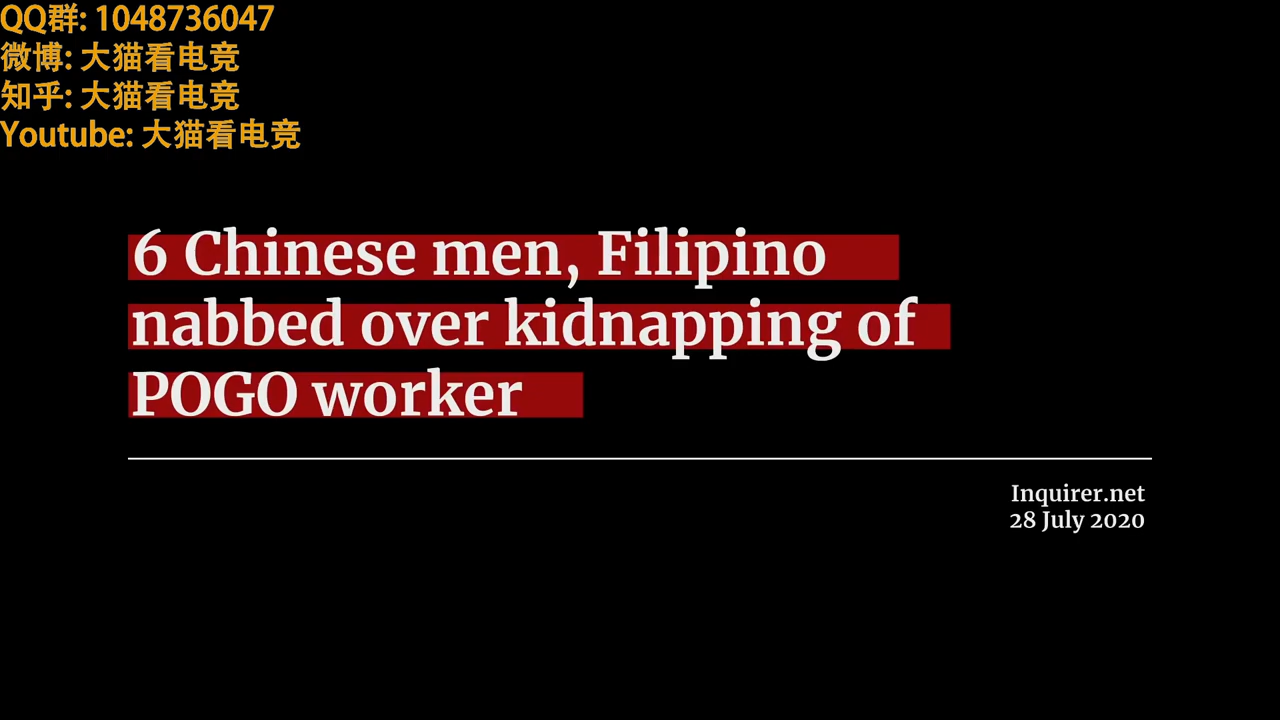 QQ群: 1048736047
微博: 大猫看电竞
知乎: 大猫看电竞
Youtube: 大猫看电竞
6 Chinese men, Filipino
nabbed over kidnapping of
POGO worker
Inquirer.net
28 July 2020